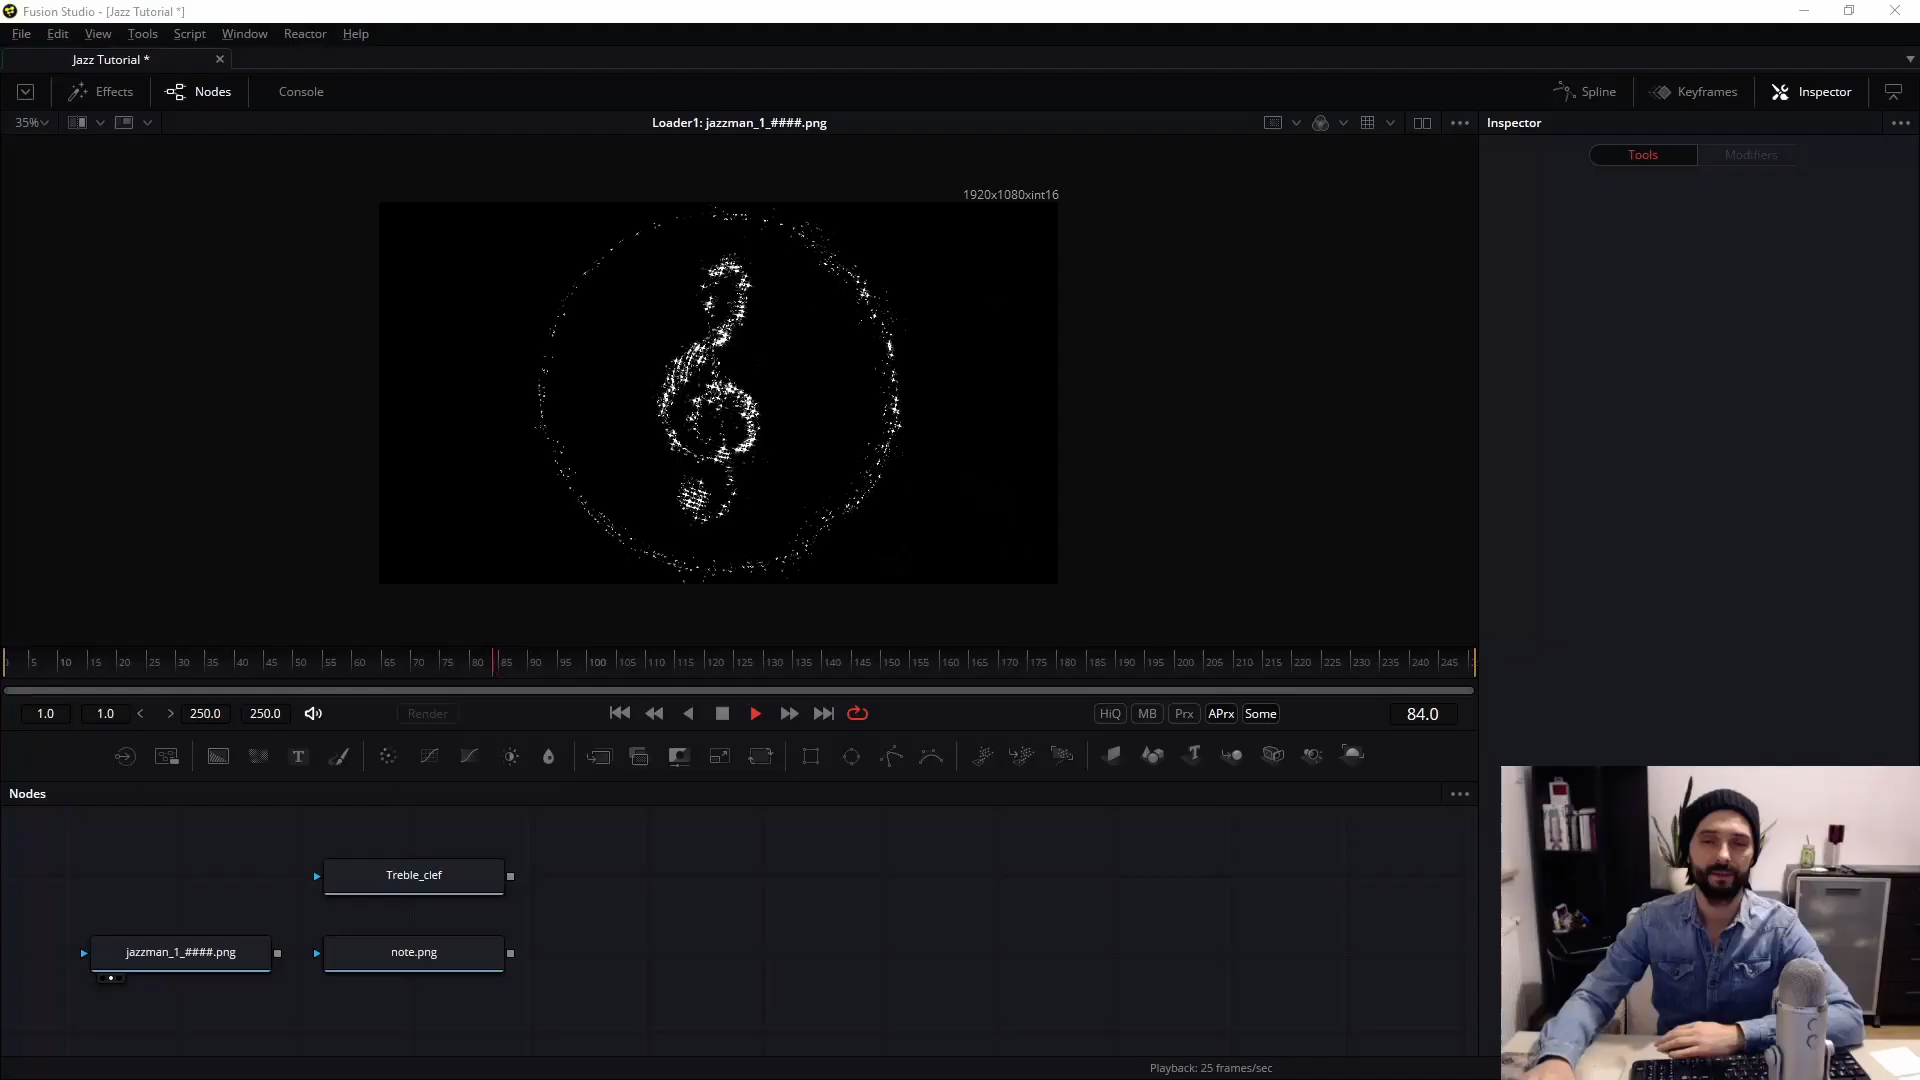 Fusion Studio - [Jazz Tutorial *]
File Edit View Tools Script Window Reactor Help
Jazz Tutorial *
Effects Nodes Console Spline Keyframes Inspector
35% Loader1: jazzman_1_####.png Inspector
Tools Modifiers
1920x1080xint16
5 10 15 20 25 30 35 40 45 50 55 60 65 70 75 80 85 90 95 100 105 110 115 120 125 130 135 140 145 150 155 160 165 170 175 180 185 190 195 200 205 210 215 220 225 230 235 240 245
1.0 1.0 250.0 250.0 Render HiQ MB Prx APrx Some 84.0
T T
Nodes
Treble_clef
jazzman_1_####.png note.png
Playback: 25 frames/sec